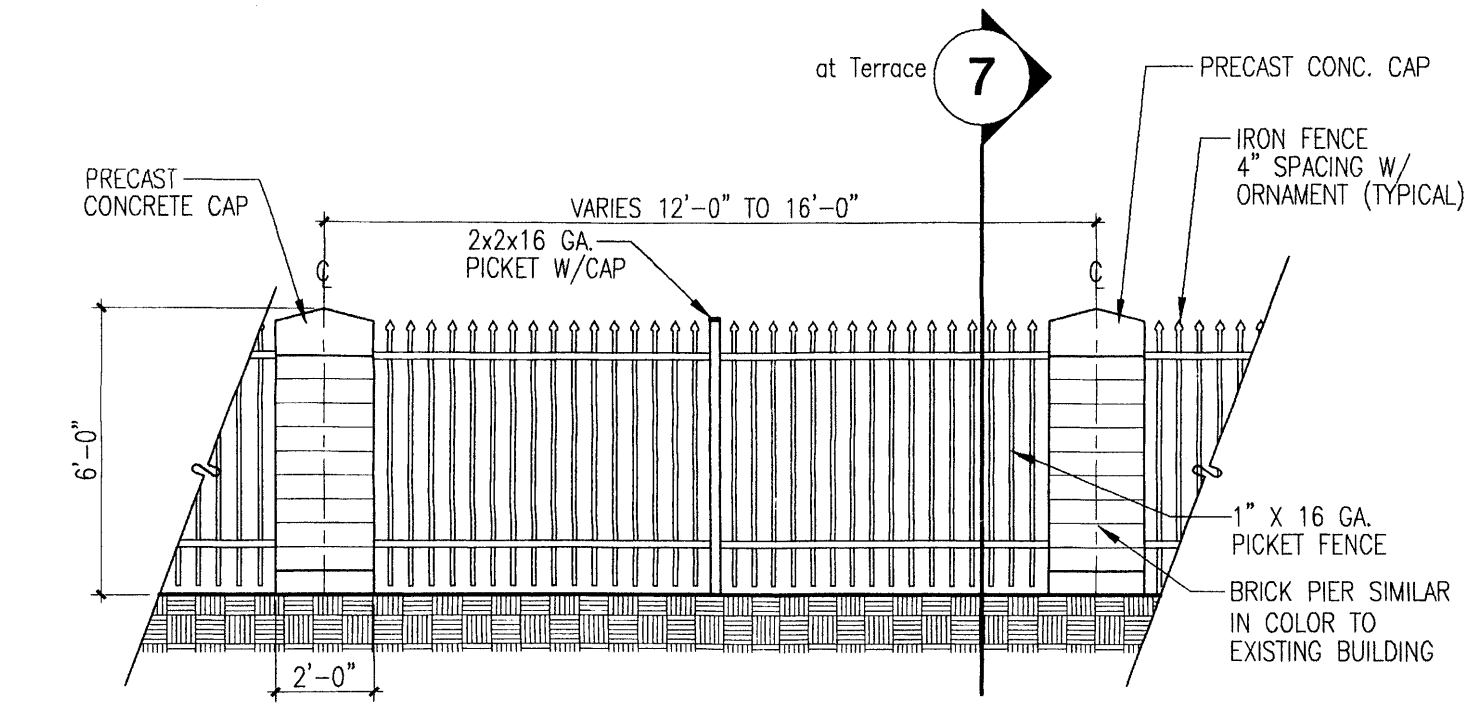 at Terrace
7
PRECAST CONC. CAP
IRON FENCE
4" SPACING W/
ORNAMENT (TYPICAL)
PRECAST
CONCRETE CAP
VARIES 12'-0" TO 16'-0"
2x2x16 GA.
PICKET W/CAP
℄
℄
6'-0"
1" X 16 GA.
PICKET FENCE
BRICK PIER SIMILAR
IN COLOR TO
EXISTING BUILDING
2'-0"